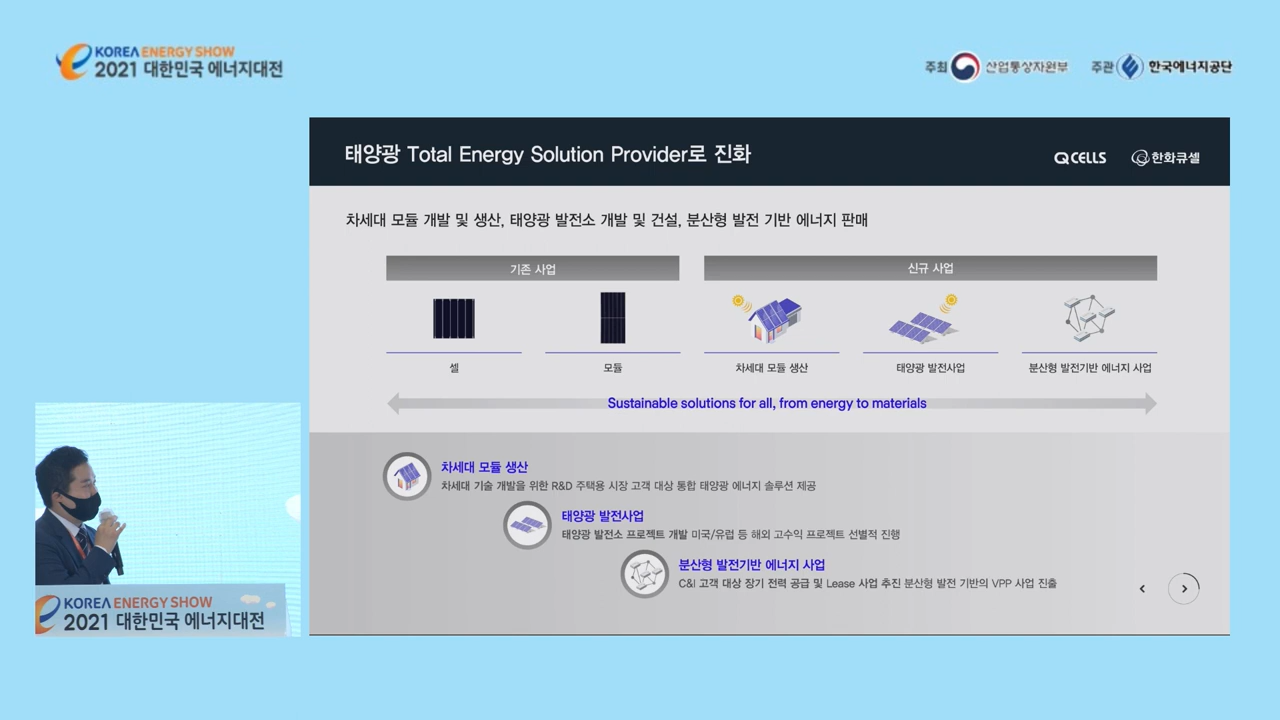 KOREA ENERGY SHOW
2021 대한민국 에너지대전
주최 산업통상자원부 주관 한국에너지공단
태양광 Total Energy Solution Provider로 진화
QCELLS 한화큐셀
차세대 모듈 개발 및 생산, 태양광 발전소 개발 및 건설, 분산형 발전 기반 에너지 판매
기존 사업 신규 사업
셀 모듈 차세대 모듈 생산 태양광 발전사업 분산형 발전기반 에너지 사업
Sustainable solutions for all, from energy to materials
차세대 모듈 생산
차세대 기술 개발을 위한 R&D 주택용 시장 고객 대상 통합 태양광 에너지 솔루션 제공
태양광 발전사업
태양광 발전소 프로젝트 개발 미국/유럽 등 해외 고수익 프로젝트 선별적 진행
분산형 발전기반 에너지 사업
C&I 고객 대상 장기 전력 공급 및 Lease 사업 추진 분산형 발전 기반의 VPP 사업 진출
KOREA ENERGY SHOW
2021 대한민국 에너지대전